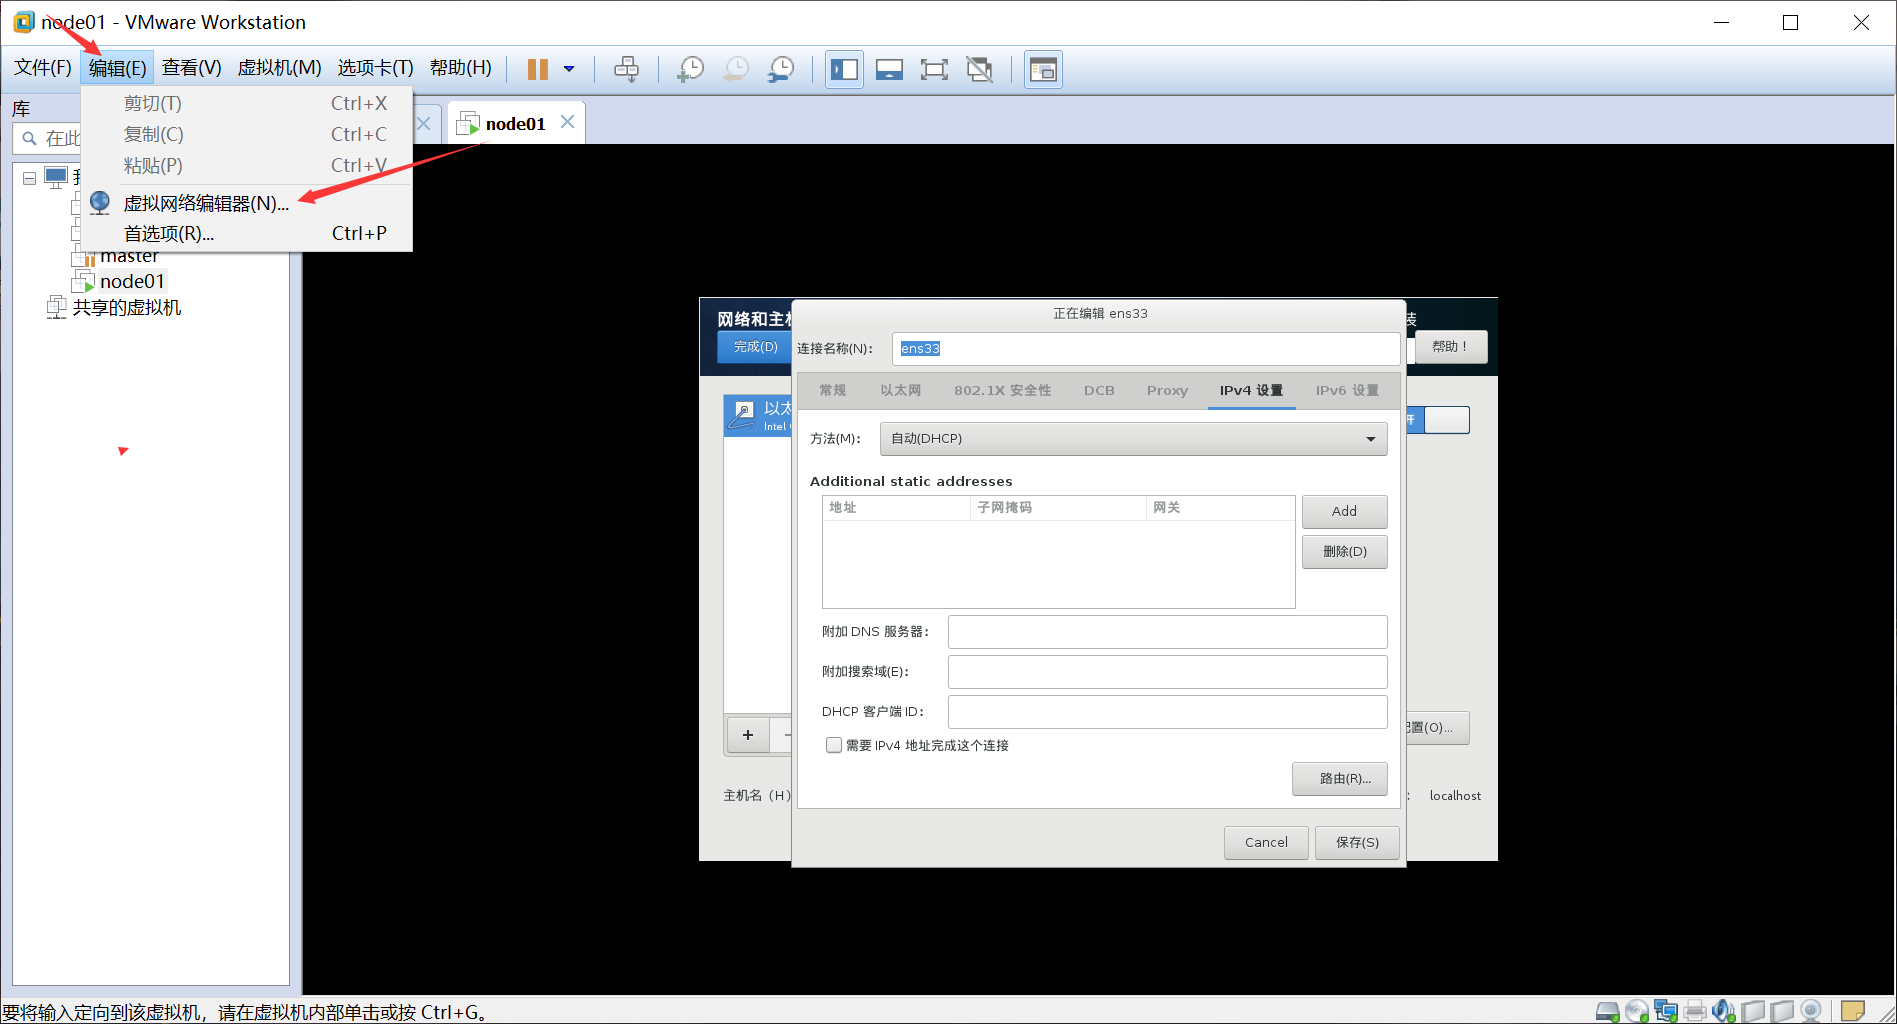 node01 - VMware Workstation
文件(F) 编辑(E) 查看(V) 虚拟机(M) 选项卡(T) 帮助(H)
剪切(T) Ctrl+X
复制(C) Ctrl+C
粘贴(P) Ctrl+V
虚拟网络编辑器(N)...
首选项(R)... Ctrl+P
库
在此
node01
master
node01
共享的虚拟机
网络和主机
完成(D)
装
帮助！
以太
Intel
正在编辑 ens33
连接名称(N)： ens33
常规 以太网 802.1X 安全性 DCB Proxy IPv4 设置 IPv6 设置
方法(M)： 自动(DHCP)
Additional static addresses
地址 子网掩码 网关
Add
删除(D)
附加 DNS 服务器：
附加搜索域(E)：
DHCP 客户端 ID：
需要 IPv4 地址完成这个连接
路由(R)...
Cancel 保存(S)
+ −
置(O)...
主机名（H） ： localhost
要将输入定向到该虚拟机，请在虚拟机内部单击或按 Ctrl+G。